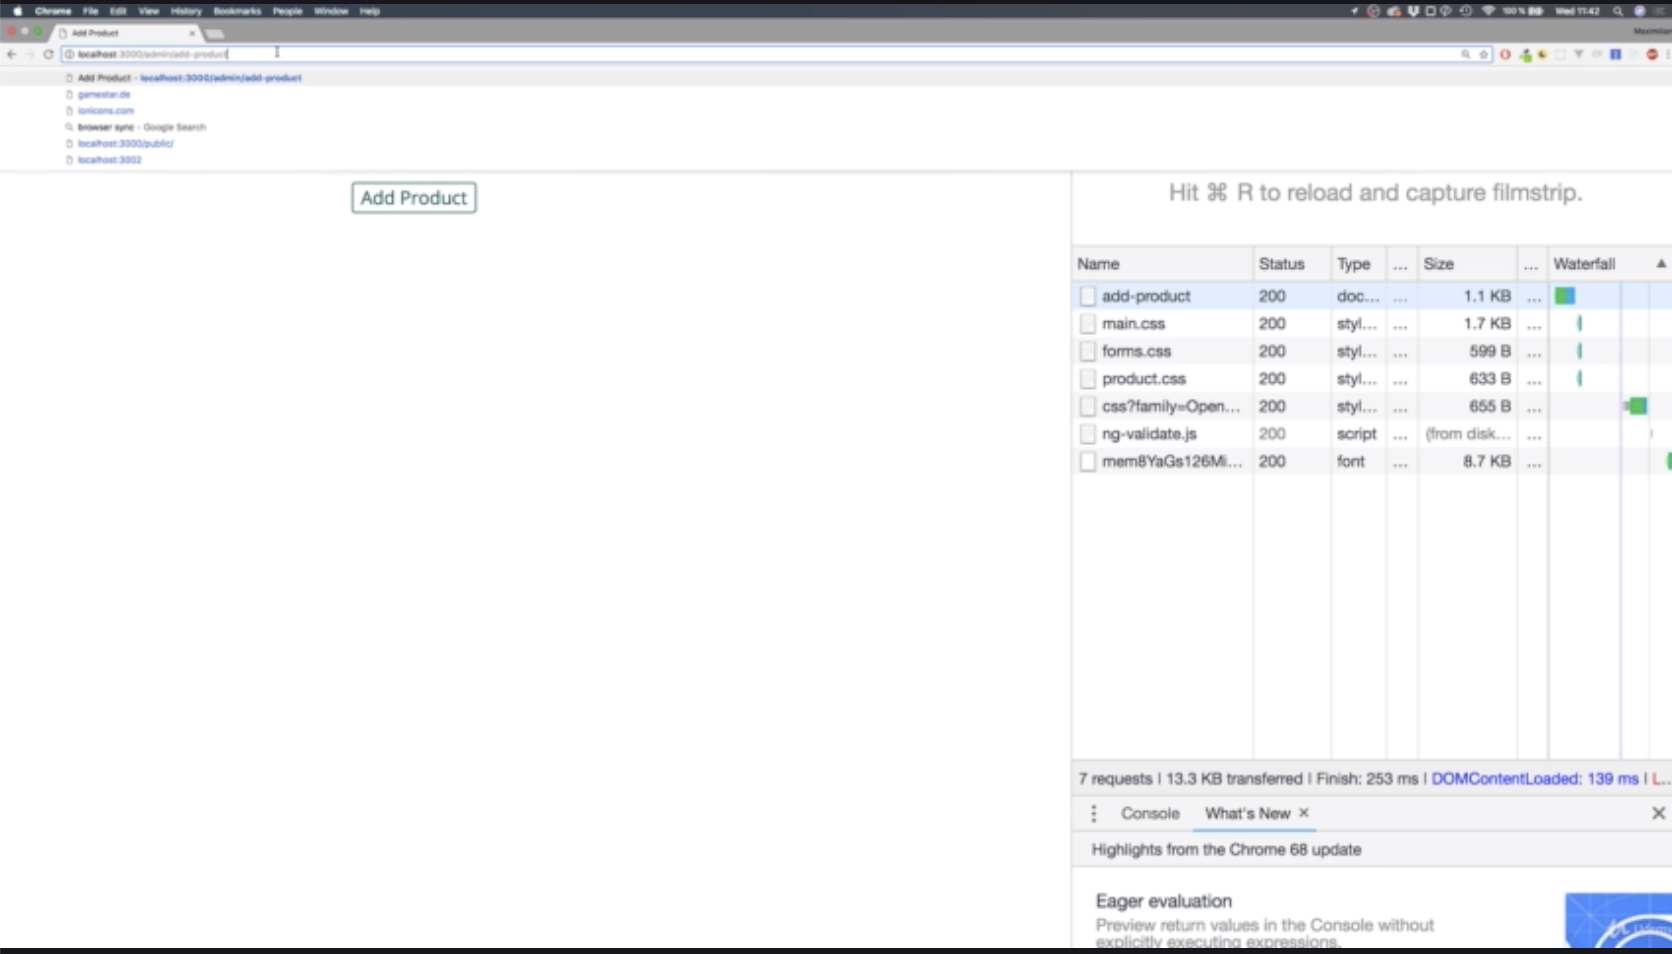 Chrome File Edit View History Bookmarks People Window Help 100 % Wed 11:42
Add Product
localhost:3000/admin/add-product
Add Product - localhost:3000/admin/add-product
gamestar.de
ionicons.com
browser sync - Google Search
localhost:3000/public/
localhost:3002
Add Product
Hit ⌘ R to reload and capture filmstrip.
Name Status Type ... Size ... Waterfall ▲
add-product 200 doc... ... 1.1 KB ...
main.css 200 styl... ... 1.7 KB ...
forms.css 200 styl... ... 599 B ...
product.css 200 styl... ... 633 B ...
css?family=Open... 200 styl... ... 655 B ...
ng-validate.js 200 script ... (from disk... ...
mem8YaGs126Mi... 200 font ... 8.7 KB ...
7 requests | 13.3 KB transferred | Finish: 253 ms | DOMContentLoaded: 139 ms | L...
Console What's New ×
Highlights from the Chrome 68 update
Eager evaluation
Preview return values in the Console without
explicitly executing expressions.